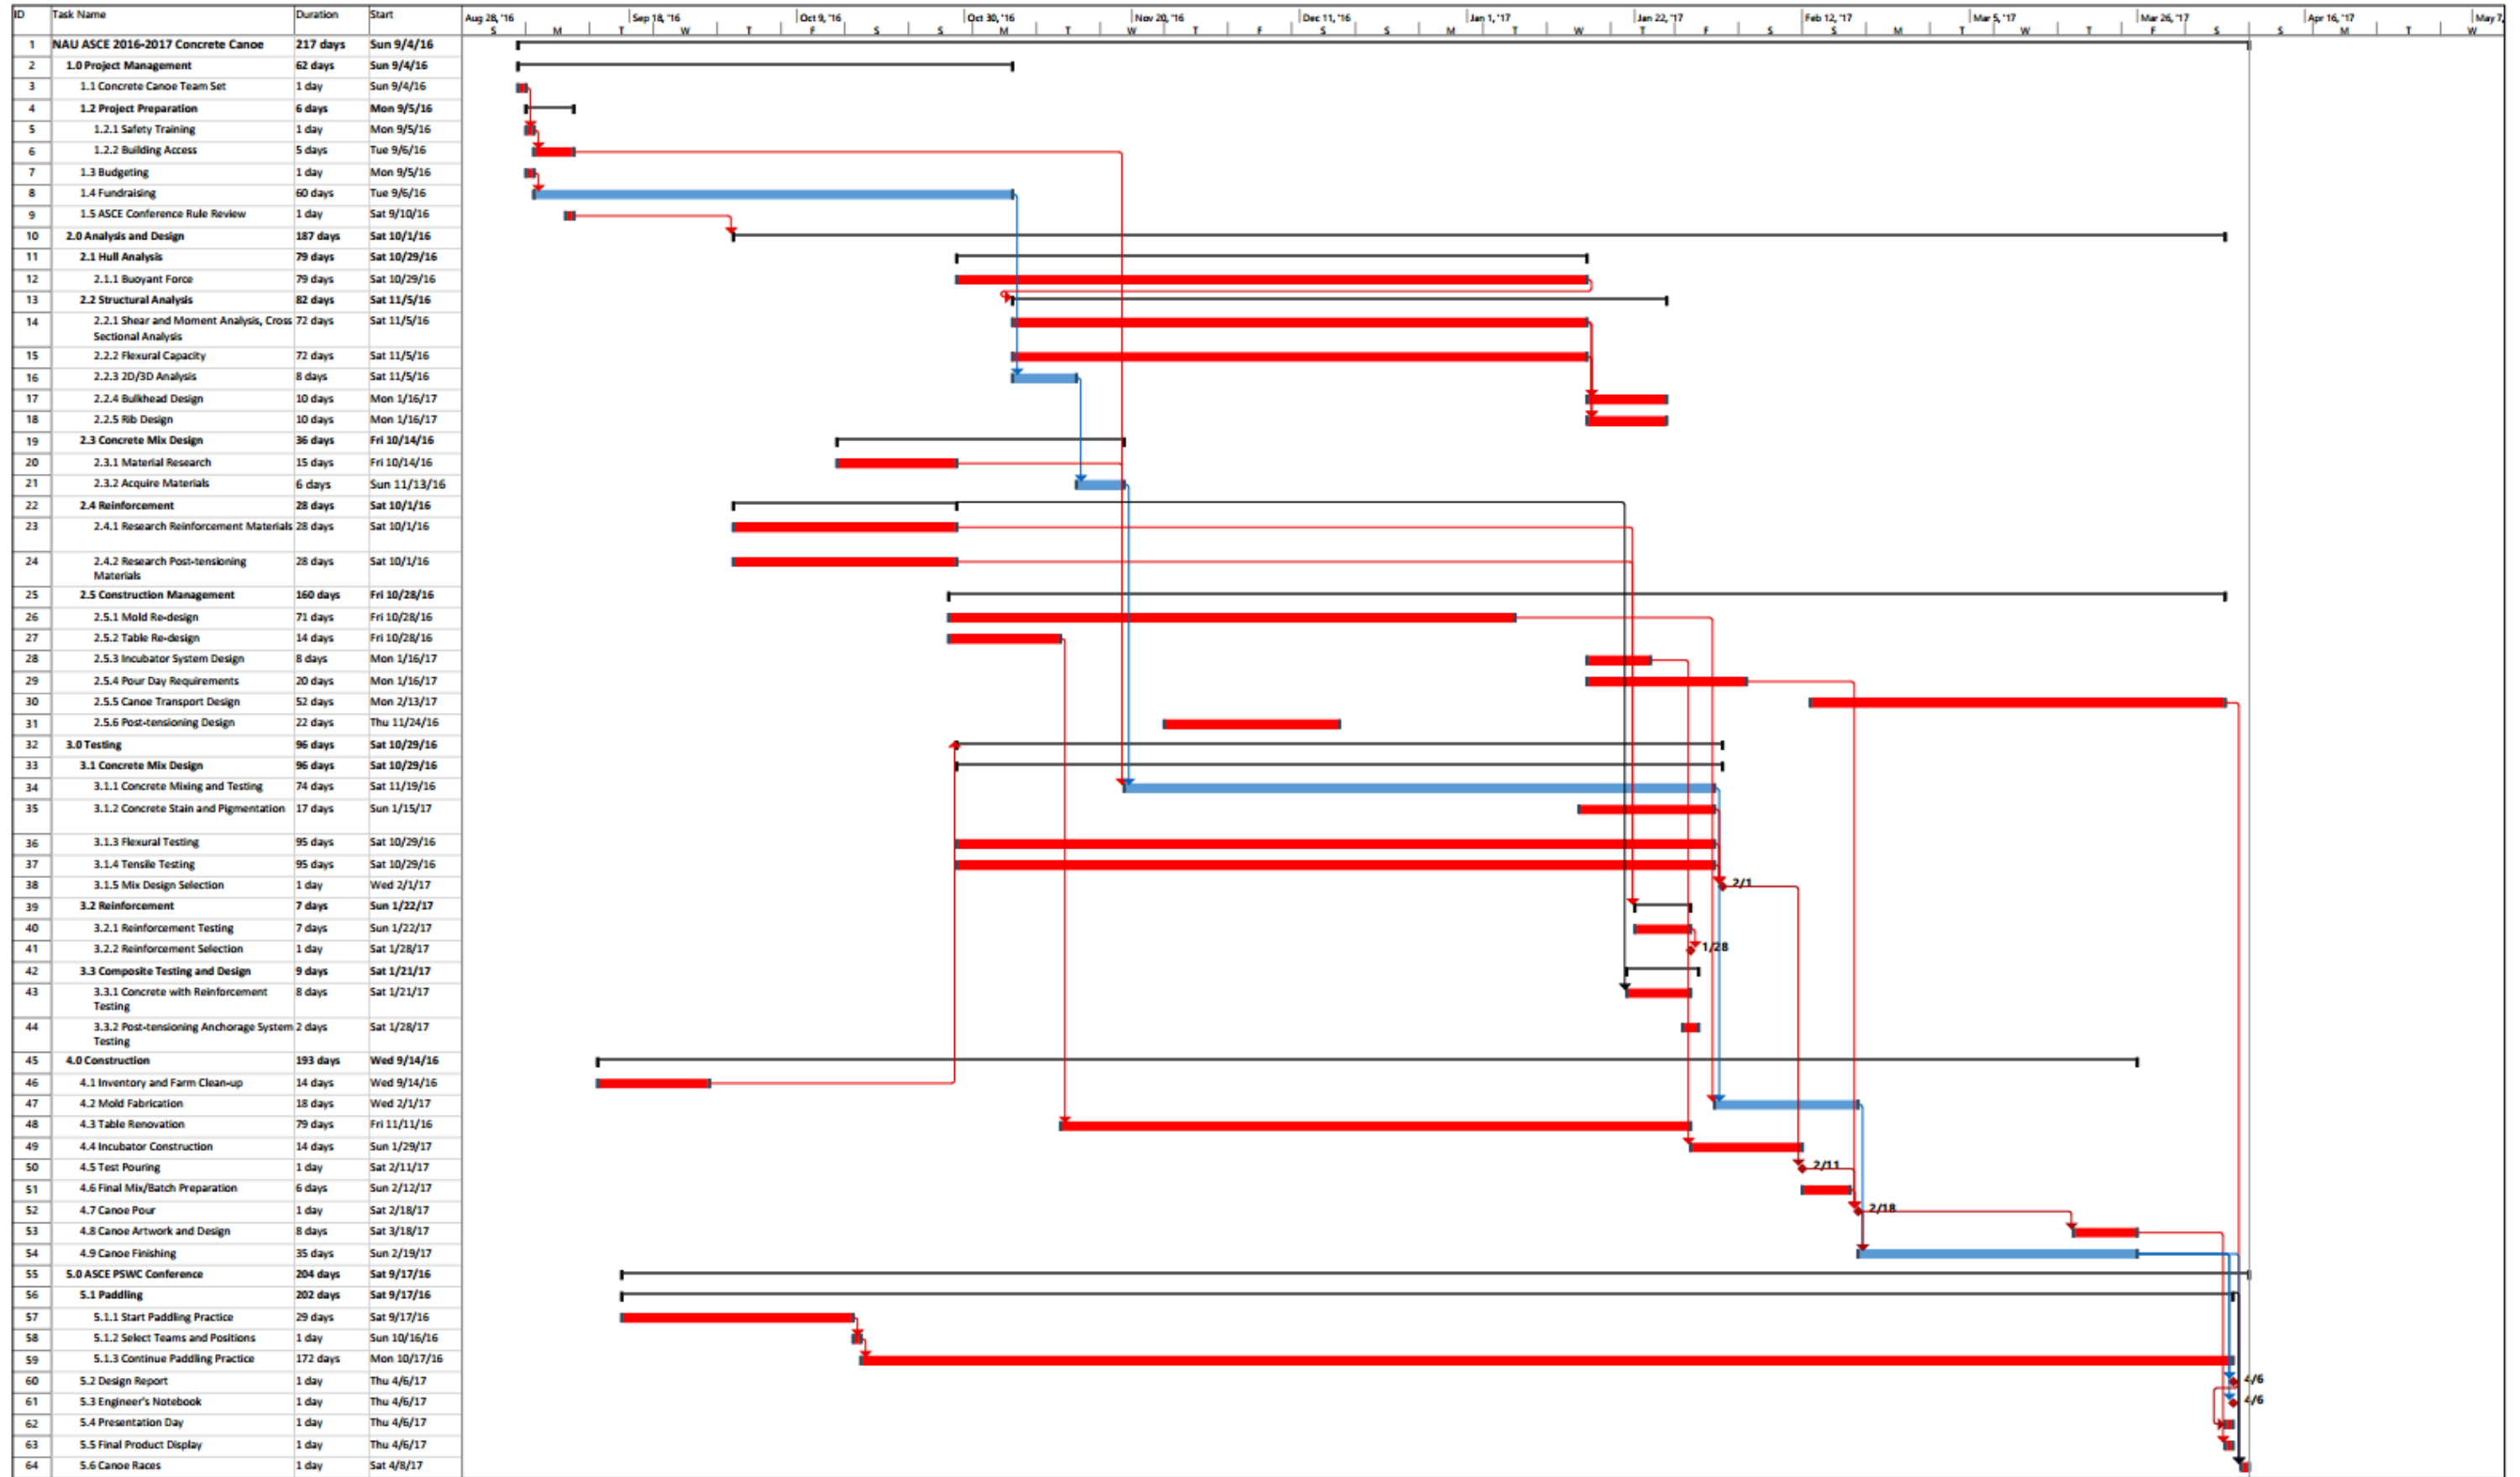 ID Task Name Duration Start Aug 28, '16 Sep 18, '16 Oct 9, '16 Oct 30, '16 Nov 20, '16 Dec 11, '16 Jan 1, '17 Jan 22, '17 Feb 12, '17 Mar 5, '17 Mar 26, '17 Apr 16, '17 May 7,
S M T W T F S S M T W T F S S M T W T F S S M T W T F S S M T W
1 NAU ASCE 2016-2017 Concrete Canoe 217 days Sun 9/4/16
2 1.0 Project Management 62 days Sun 9/4/16
3 1.1 Concrete Canoe Team Set 1 day Sun 9/4/16
4 1.2 Project Preparation 6 days Mon 9/5/16
5 1.2.1 Safety Training 1 day Mon 9/5/16
6 1.2.2 Building Access 5 days Tue 9/6/16
7 1.3 Budgeting 1 day Mon 9/5/16
8 1.4 Fundraising 60 days Tue 9/6/16
9 1.5 ASCE Conference Rule Review 1 day Sat 9/10/16
10 2.0 Analysis and Design 187 days Sat 10/1/16
11 2.1 Hull Analysis 79 days Sat 10/29/16
12 2.1.1 Buoyant Force 79 days Sat 10/29/16
13 2.2 Structural Analysis 82 days Sat 11/5/16
14 2.2.1 Shear and Moment Analysis, Cross 72 days Sat 11/5/16
Sectional Analysis
15 2.2.2 Flexural Capacity 72 days Sat 11/5/16
16 2.2.3 2D/3D Analysis 8 days Sat 11/5/16
17 2.2.4 Bulkhead Design 10 days Mon 1/16/17
18 2.2.5 Rib Design 10 days Mon 1/16/17
19 2.3 Concrete Mix Design 36 days Fri 10/14/16
20 2.3.1 Material Research 15 days Fri 10/14/16
21 2.3.2 Acquire Materials 6 days Sun 11/13/16
22 2.4 Reinforcement 28 days Sat 10/1/16
23 2.4.1 Research Reinforcement Materials 28 days Sat 10/1/16
24 2.4.2 Research Post-tensioning 28 days Sat 10/1/16
Materials
25 2.5 Construction Management 160 days Fri 10/28/16
26 2.5.1 Mold Re-design 71 days Fri 10/28/16
27 2.5.2 Table Re-design 14 days Fri 10/28/16
28 2.5.3 Incubator System Design 8 days Mon 1/16/17
29 2.5.4 Pour Day Requirements 20 days Mon 1/16/17
30 2.5.5 Canoe Transport Design 52 days Mon 2/13/17
31 2.5.6 Post-tensioning Design 22 days Thu 11/24/16
32 3.0 Testing 96 days Sat 10/29/16
33 3.1 Concrete Mix Design 96 days Sat 10/29/16
34 3.1.1 Concrete Mixing and Testing 74 days Sat 11/19/16
35 3.1.2 Concrete Stain and Pigmentation 17 days Sun 1/15/17
36 3.1.3 Flexural Testing 95 days Sat 10/29/16
37 3.1.4 Tensile Testing 95 days Sat 10/29/16
38 3.1.5 Mix Design Selection 1 day Wed 2/1/17 2/1
39 3.2 Reinforcement 7 days Sun 1/22/17
40 3.2.1 Reinforcement Testing 7 days Sun 1/22/17
41 3.2.2 Reinforcement Selection 1 day Sat 1/28/17 1/28
42 3.3 Composite Testing and Design 9 days Sat 1/21/17
43 3.3.1 Concrete with Reinforcement 8 days Sat 1/21/17
Testing
44 3.3.2 Post-tensioning Anchorage System 2 days Sat 1/28/17
Testing
45 4.0 Construction 193 days Wed 9/14/16
46 4.1 Inventory and Farm Clean-up 14 days Wed 9/14/16
47 4.2 Mold Fabrication 18 days Wed 2/1/17
48 4.3 Table Renovation 79 days Fri 11/11/16
49 4.4 Incubator Construction 14 days Sun 1/29/17
50 4.5 Test Pouring 1 day Sat 2/11/17 2/11
51 4.6 Final Mix/Batch Preparation 6 days Sun 2/12/17
52 4.7 Canoe Pour 1 day Sat 2/18/17 2/18
53 4.8 Canoe Artwork and Design 8 days Sat 3/18/17
54 4.9 Canoe Finishing 35 days Sun 2/19/17
55 5.0 ASCE PSWC Conference 204 days Sat 9/17/16
56 5.1 Paddling 202 days Sat 9/17/16
57 5.1.1 Start Paddling Practice 29 days Sat 9/17/16
58 5.1.2 Select Teams and Positions 1 day Sun 10/16/16
59 5.1.3 Continue Paddling Practice 172 days Mon 10/17/16
60 5.2 Design Report 1 day Thu 4/6/17 4/6
61 5.3 Engineer's Notebook 1 day Thu 4/6/17 4/6
62 5.4 Presentation Day 1 day Thu 4/6/17
63 5.5 Final Product Display 1 day Thu 4/6/17
64 5.6 Canoe Races 1 day Sat 4/8/17